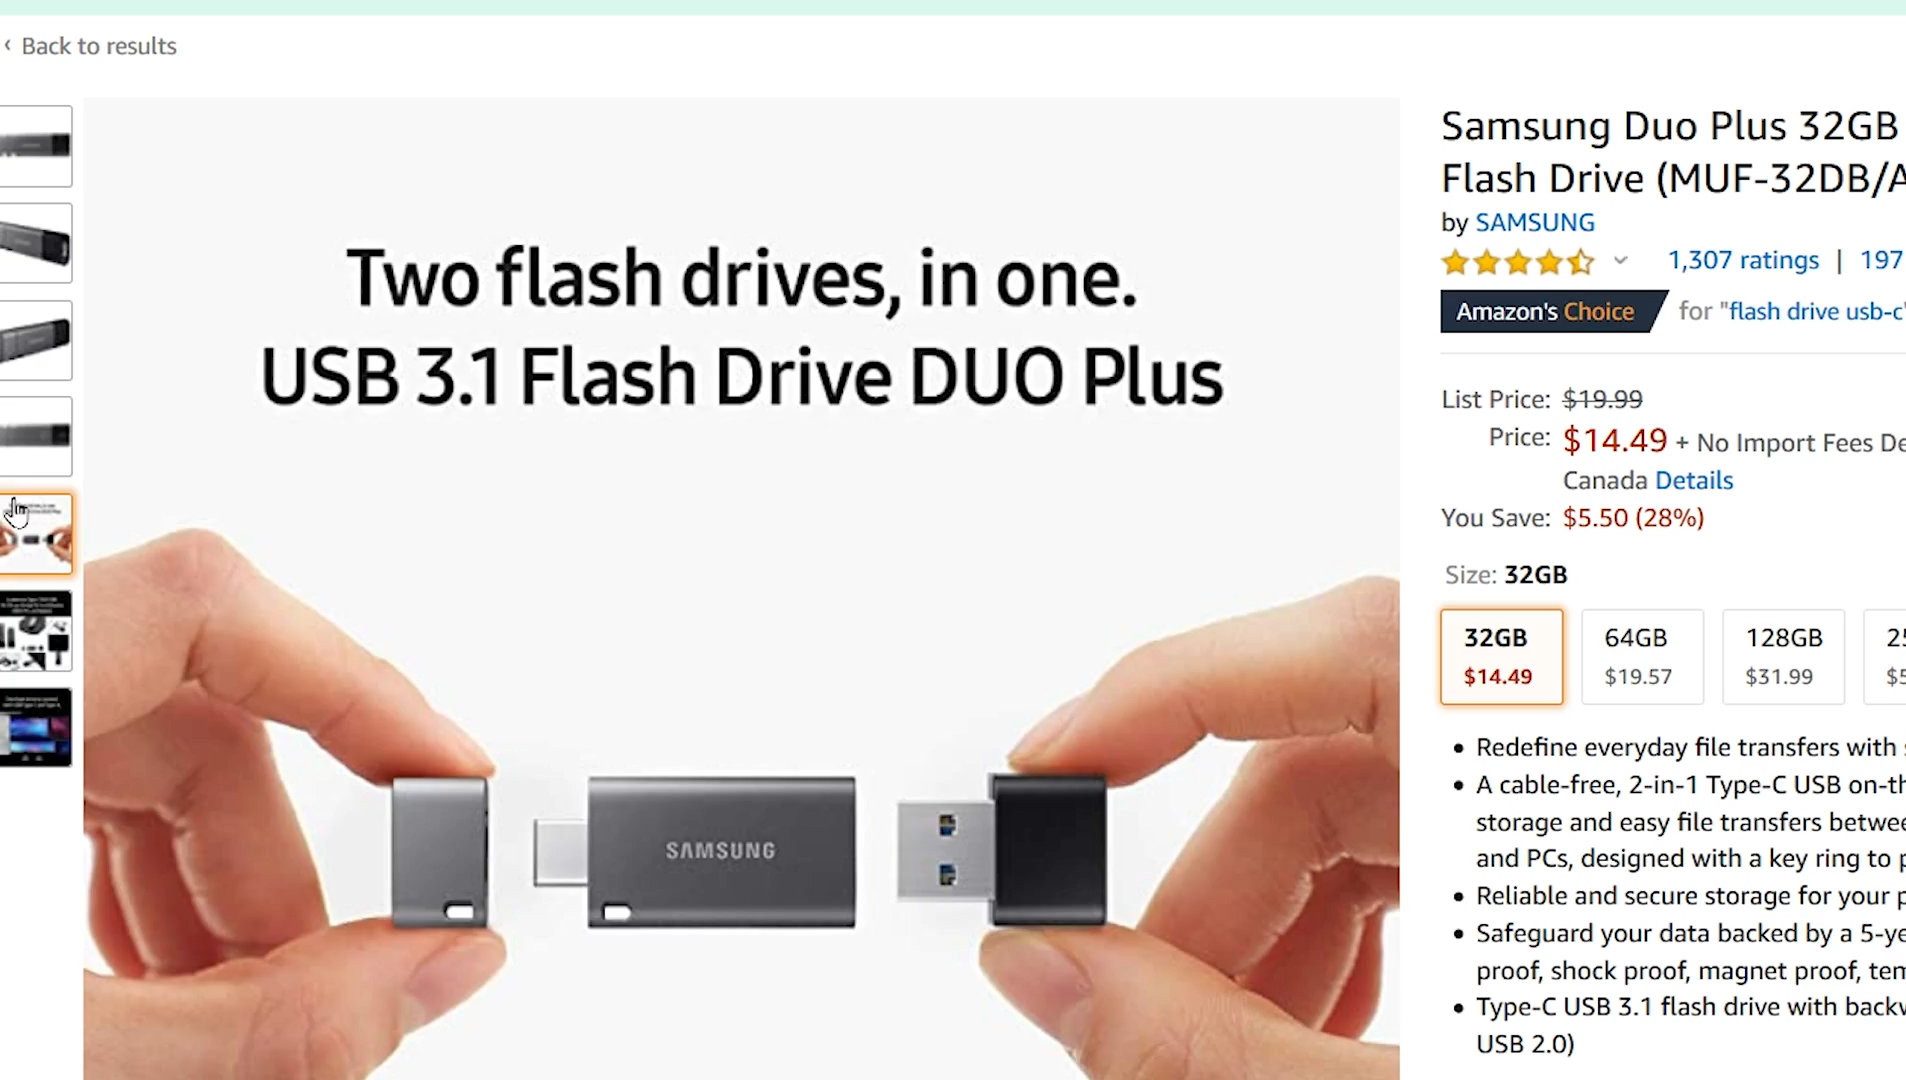 ‹ Back to results
Two flash drives, in one.
USB 3.1 Flash Drive DUO Plus
SAMSUNG
Samsung Duo Plus 32GB
Flash Drive (MUF-32DB/A
by SAMSUNG
1,307 ratings | 197
Amazon's Choice for "flash drive usb-c"
List Price: $19.99
Price: $14.49 + No Import Fees De
Canada Details
You Save: $5.50 (28%)
Size: 32GB
32GB 64GB 128GB
$14.49 $19.57 $31.99
• Redefine everyday file transfers with
• A cable-free, 2-in-1 Type-C USB on-th
storage and easy file transfers betwee
and PCs, designed with a key ring to p
• Reliable and secure storage for your p
• Safeguard your data backed by a 5-ye
proof, shock proof, magnet proof, tem
• Type-C USB 3.1 flash drive with backw
USB 2.0)